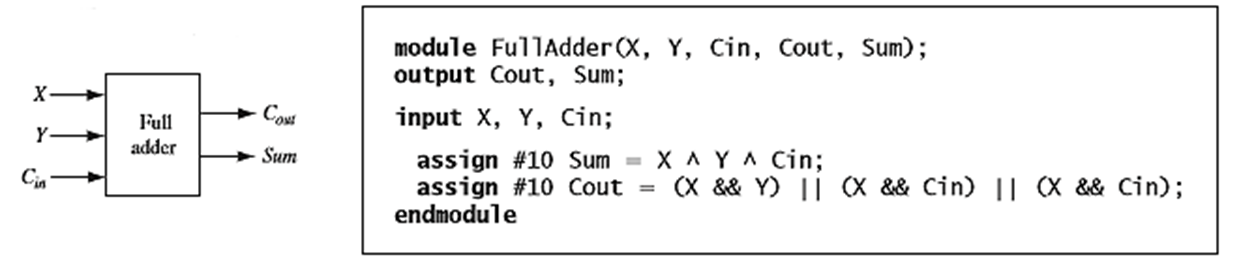 X
Y
Cin
Full
adder
Cout
Sum
module FullAdder(X, Y, Cin, Cout, Sum);
output Cout, Sum;
input X, Y, Cin;
assign #10 Sum = X ^ Y ^ Cin;
assign #10 Cout = (X && Y) || (X && Cin) || (X && Cin);
endmodule